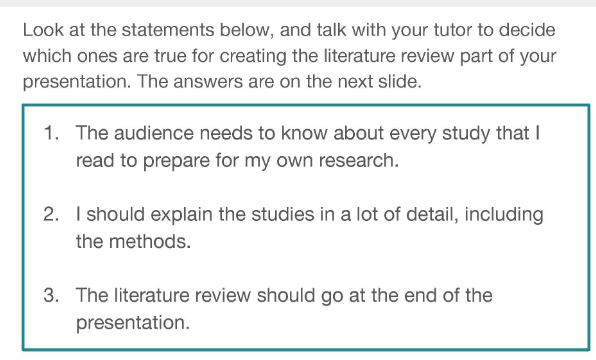 Look at the statements below, and talk with your tutor to decide
which ones are true for creating the literature review part of your
presentation. The answers are on the next slide.
1. The audience needs to know about every study that I
read to prepare for my own research.
2. I should explain the studies in a lot of detail, including
the methods.
3. The literature review should go at the end of the
presentation.